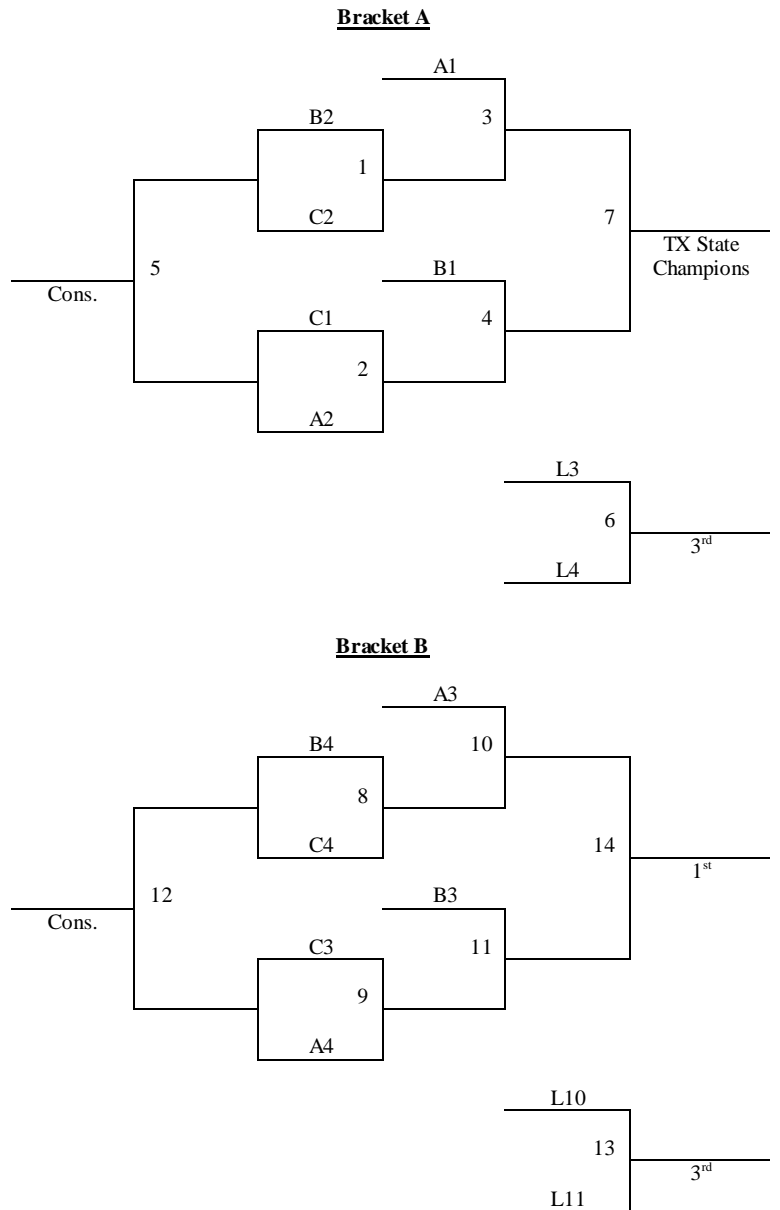 Bracket A
A1
B2
3
1
C2
7
TX State
Champions
5
B1
Cons.
C1
4
2
A2
L3
6
3rd
L4
Bracket B
A3
B4
10
8
C4
14
1st
12
B3
Cons.
C3
11
9
A4
L10
13
3rd
L11